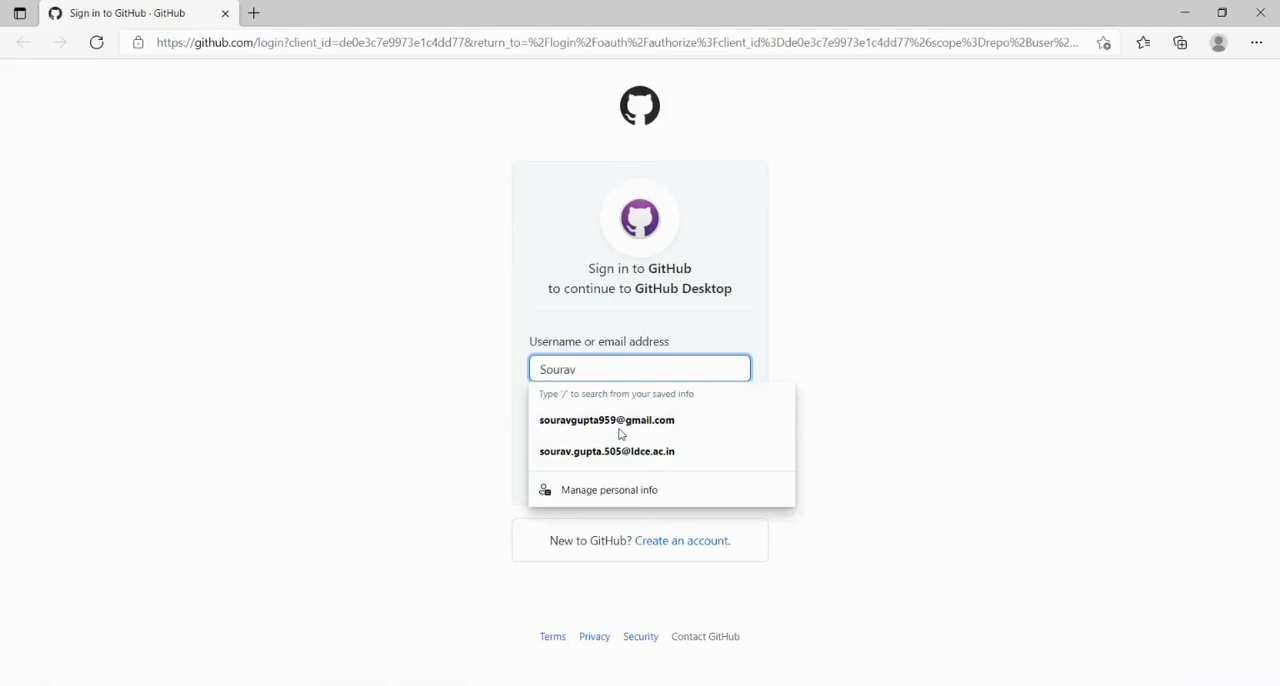 Sign in to GitHub · GitHub
https://github.com/login?client_id=de0e3c7e9973e1c4dd77&return_to=%2Flogin%2Foauth%2Fauthorize%3Fclient_id%3Dde0e3c7e9973e1c4dd77%26scope%3Drepo%2Buser%2...
Sign in to GitHub
to continue to GitHub Desktop
Username or email address
Sourav
Type '/' to search from your saved info
souravgupta959@gmail.com
sourav.gupta.505@ldce.ac.in
Manage personal info
New to GitHub? Create an account.
Terms Privacy Security Contact GitHub